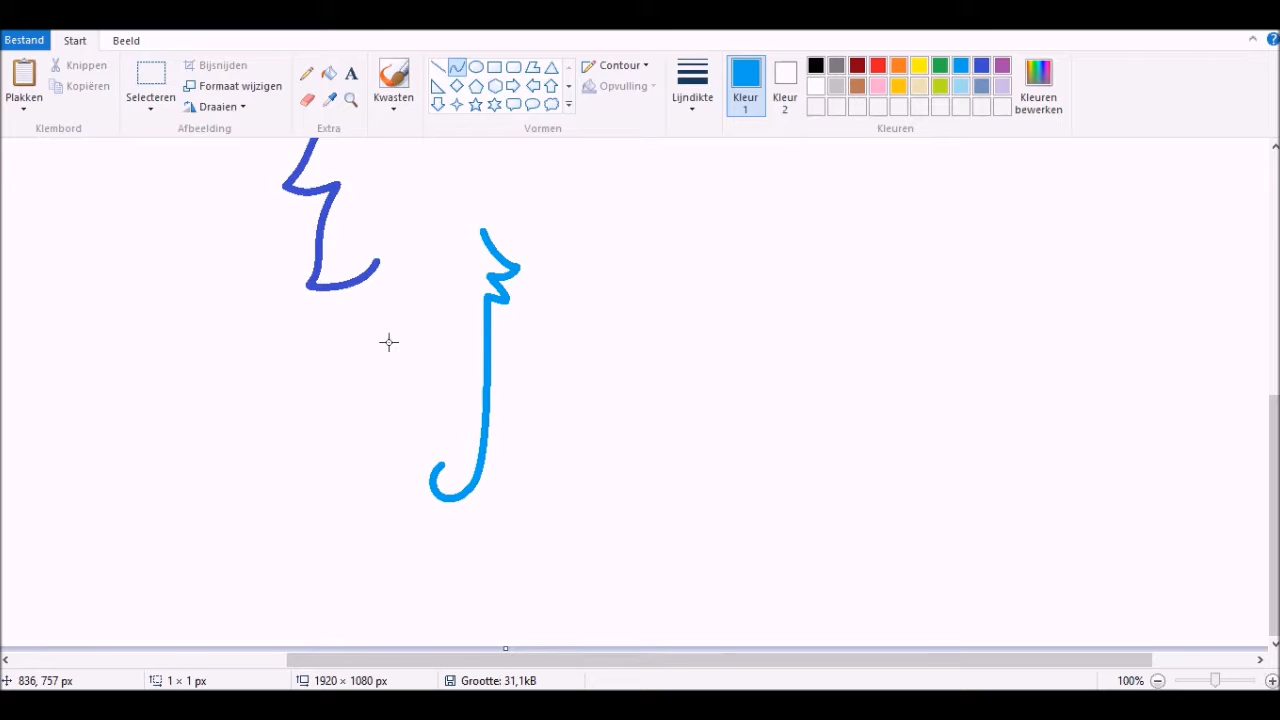 Bestand Start Beeld
Plakken
Knippen
Kopiëren
Klembord
Selecteren
Bijsnijden
Formaat wijzigen
Draaien
Afbeelding
A
Extra
Kwasten
Contour
Opvulling
Vormen
Lijndikte
Kleur 1
Kleur 2
Kleuren bewerken
Kleuren
836, 757 px 1 × 1 px 1920 × 1080 px Grootte: 31,1kB 100%